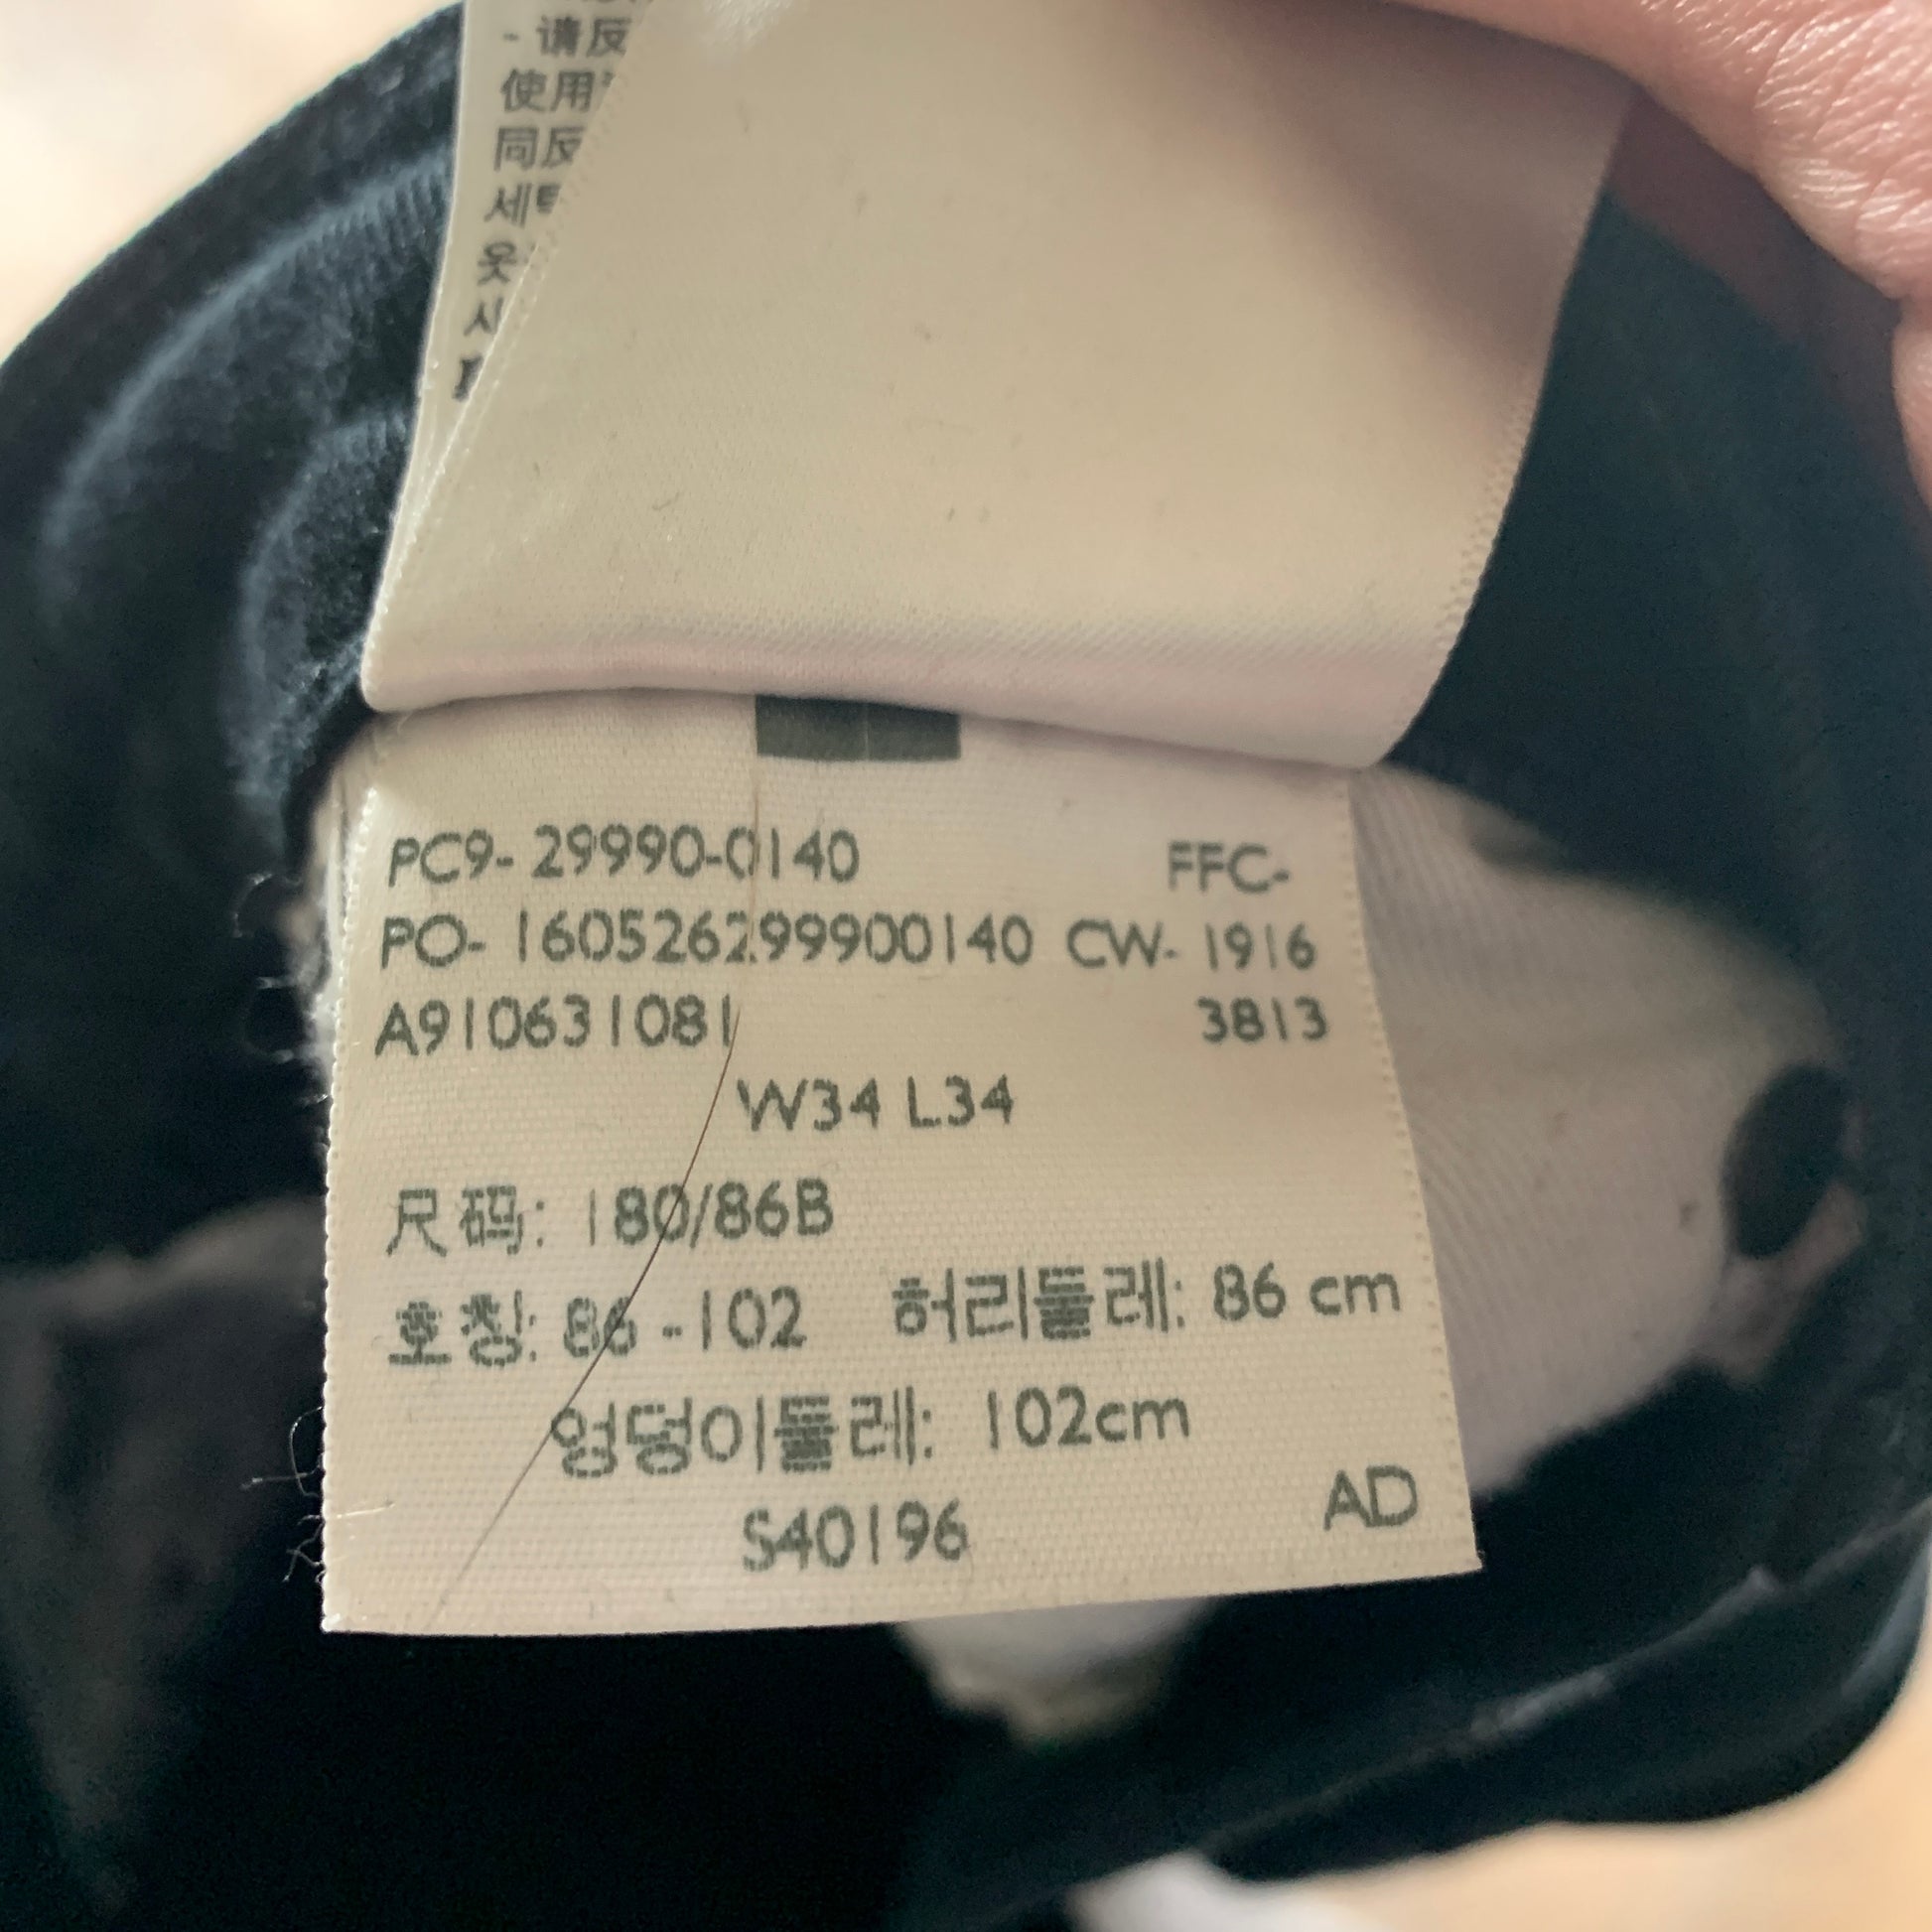 - 请反
使用
同反
세탁
옷
PC9- 29990-0140 FFC-
PO- 160526299900140 CW- 1916
A910631081 3813
W34 L34
尺码: 180/86B
호칭: 86 -102 허리둘레: 86 cm
엉덩이둘레: 102cm
S40196 AD